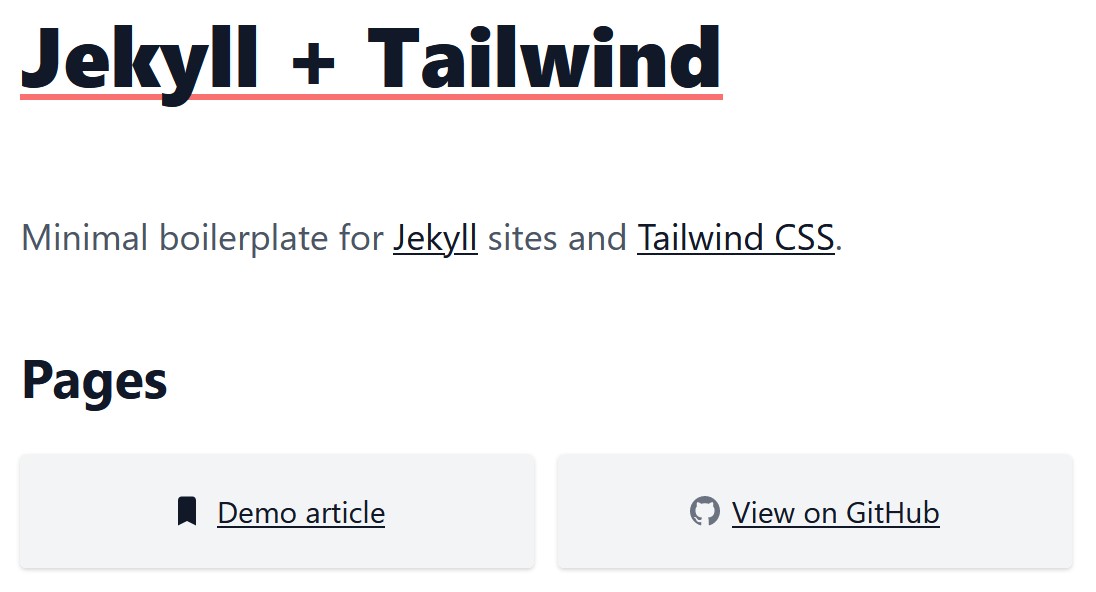 Jekyll + Tailwind
Minimal boilerplate for Jekyll sites and Tailwind CSS.
Pages
Demo article
View on GitHub